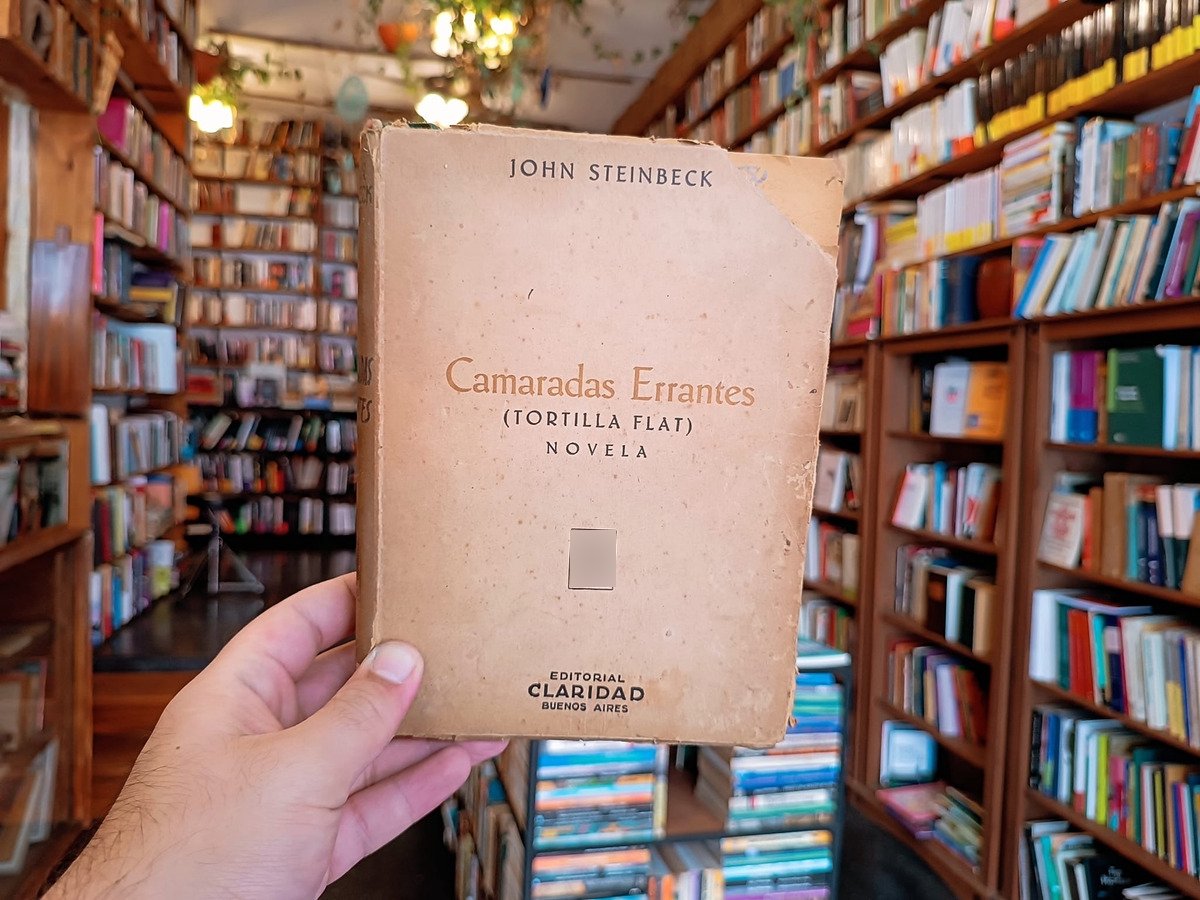 JOHN STEINBECK
Camaradas Errantes
(TORTILLA FLAT)
NOVELA
EDITORIAL
CLARIDAD
BUENOS AIRES